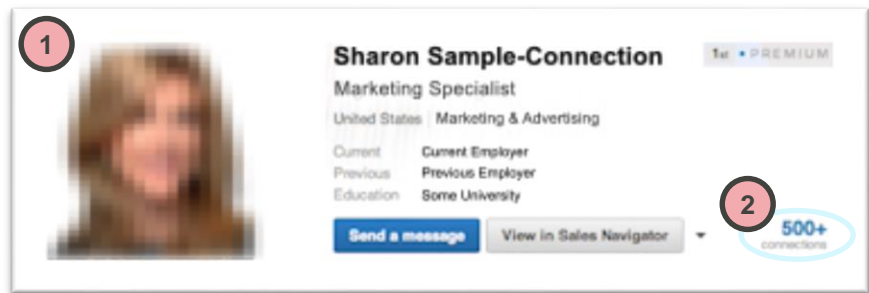 1
Sharon Sample-Connection
1st PREMIUM
Marketing Specialist
United States Marketing & Advertising
Current Current Employer
Previous Previous Employer
Education Some University
2
Send a message View in Sales Navigator 500+
connections